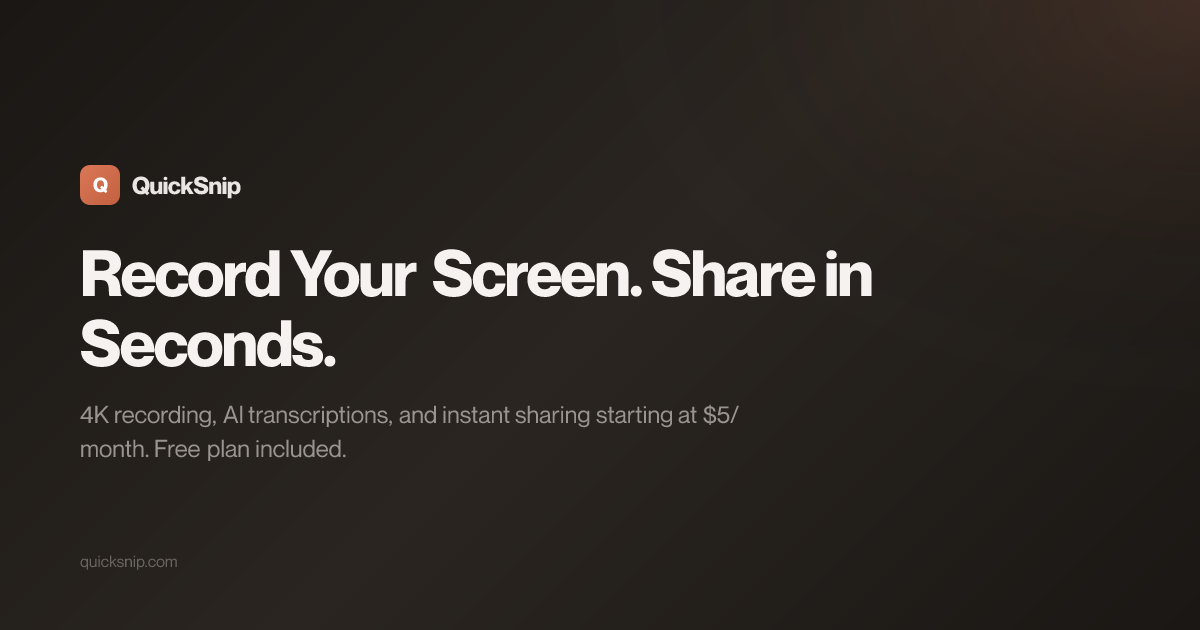 Q
QuickSnip
Record Your Screen. Share in
Seconds.
4K recording, AI transcriptions, and instant sharing starting at $5/
month. Free plan included.
quicksnip.com